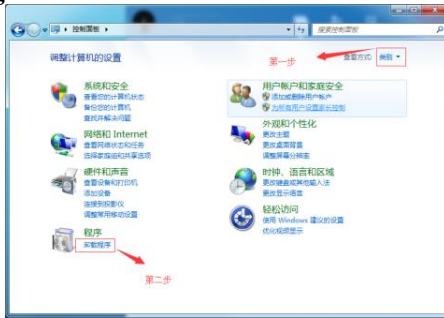 控制面板
搜索控制面板
调整计算机的设置
第一步
查看方式: 类别
系统和安全
查看您的计算机状态
备份您的计算机
查找并解决问题
网络和 Internet
查看网络状态和任务
选择家庭组和共享选项
硬件和声音
查看设备和打印机
添加设备
连接到投影仪
调整常用移动设置
程序
卸载程序
第二步
用户帐户和家庭安全
添加或删除用户帐户
为所有用户设置家长控制
外观和个性化
更改主题
更改桌面背景
调整屏幕分辨率
时钟、语言和区域
更改键盘或其他输入法
更改显示语言
轻松访问
使用 Windows 建议的设置
优化视频显示